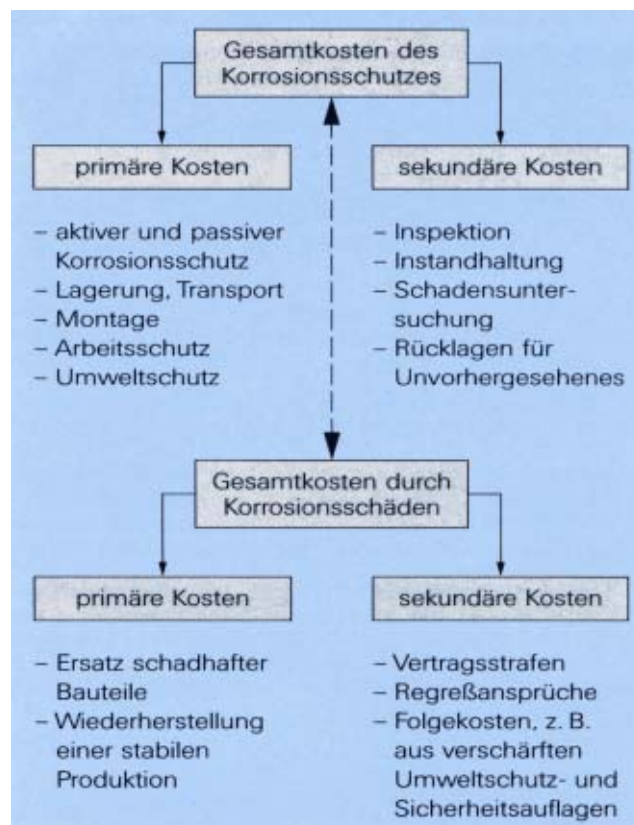 Gesamtkosten des
Korrosionsschutzes
primäre Kosten
– aktiver und passiver
Korrosionsschutz
– Lagerung, Transport
– Montage
– Arbeitsschutz
– Umweltschutz
sekundäre Kosten
– Inspektion
– Instandhaltung
– Schadensunter-
suchung
– Rücklagen für
Unvorhergesehenes
Gesamtkosten durch
Korrosionsschäden
primäre Kosten
– Ersatz schadhafter
Bauteile
– Wiederherstellung
einer stabilen
Produktion
sekundäre Kosten
– Vertragsstrafen
– Regreßansprüche
– Folgekosten, z. B.
aus verschärften
Umweltschutz- und
Sicherheitsauflagen